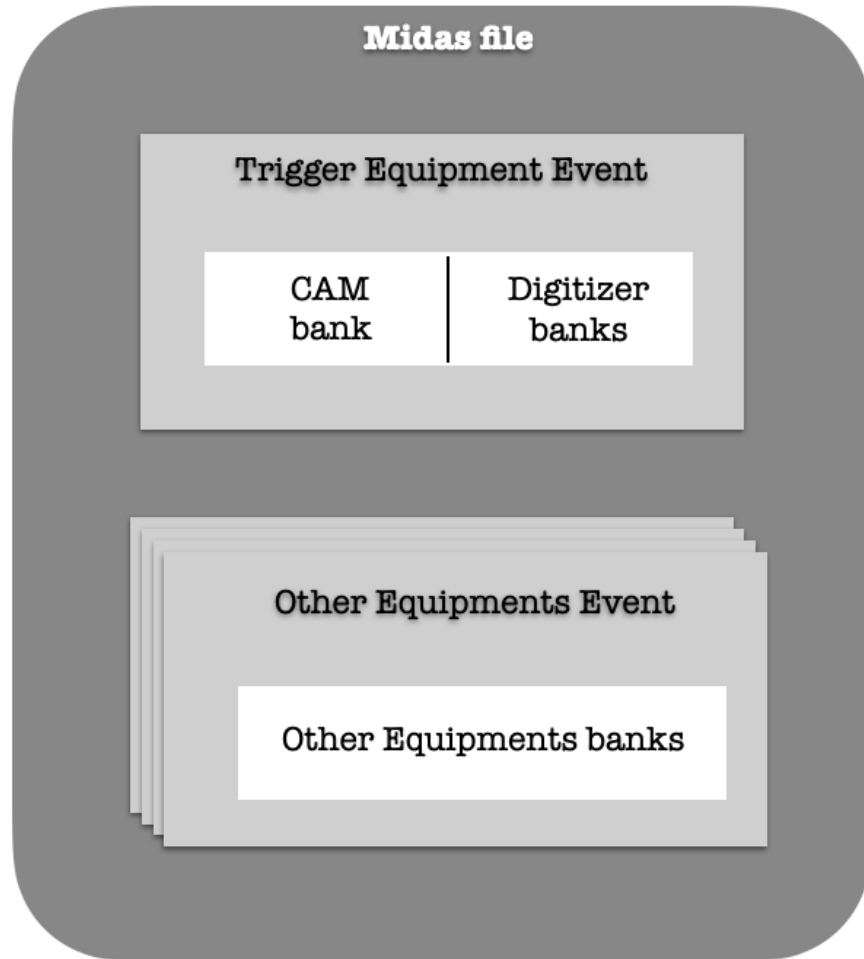 Midas file
Trigger Equipment Event
CAM
bank
Digitizer
banks
Other Equipments Event
Other Equipments banks